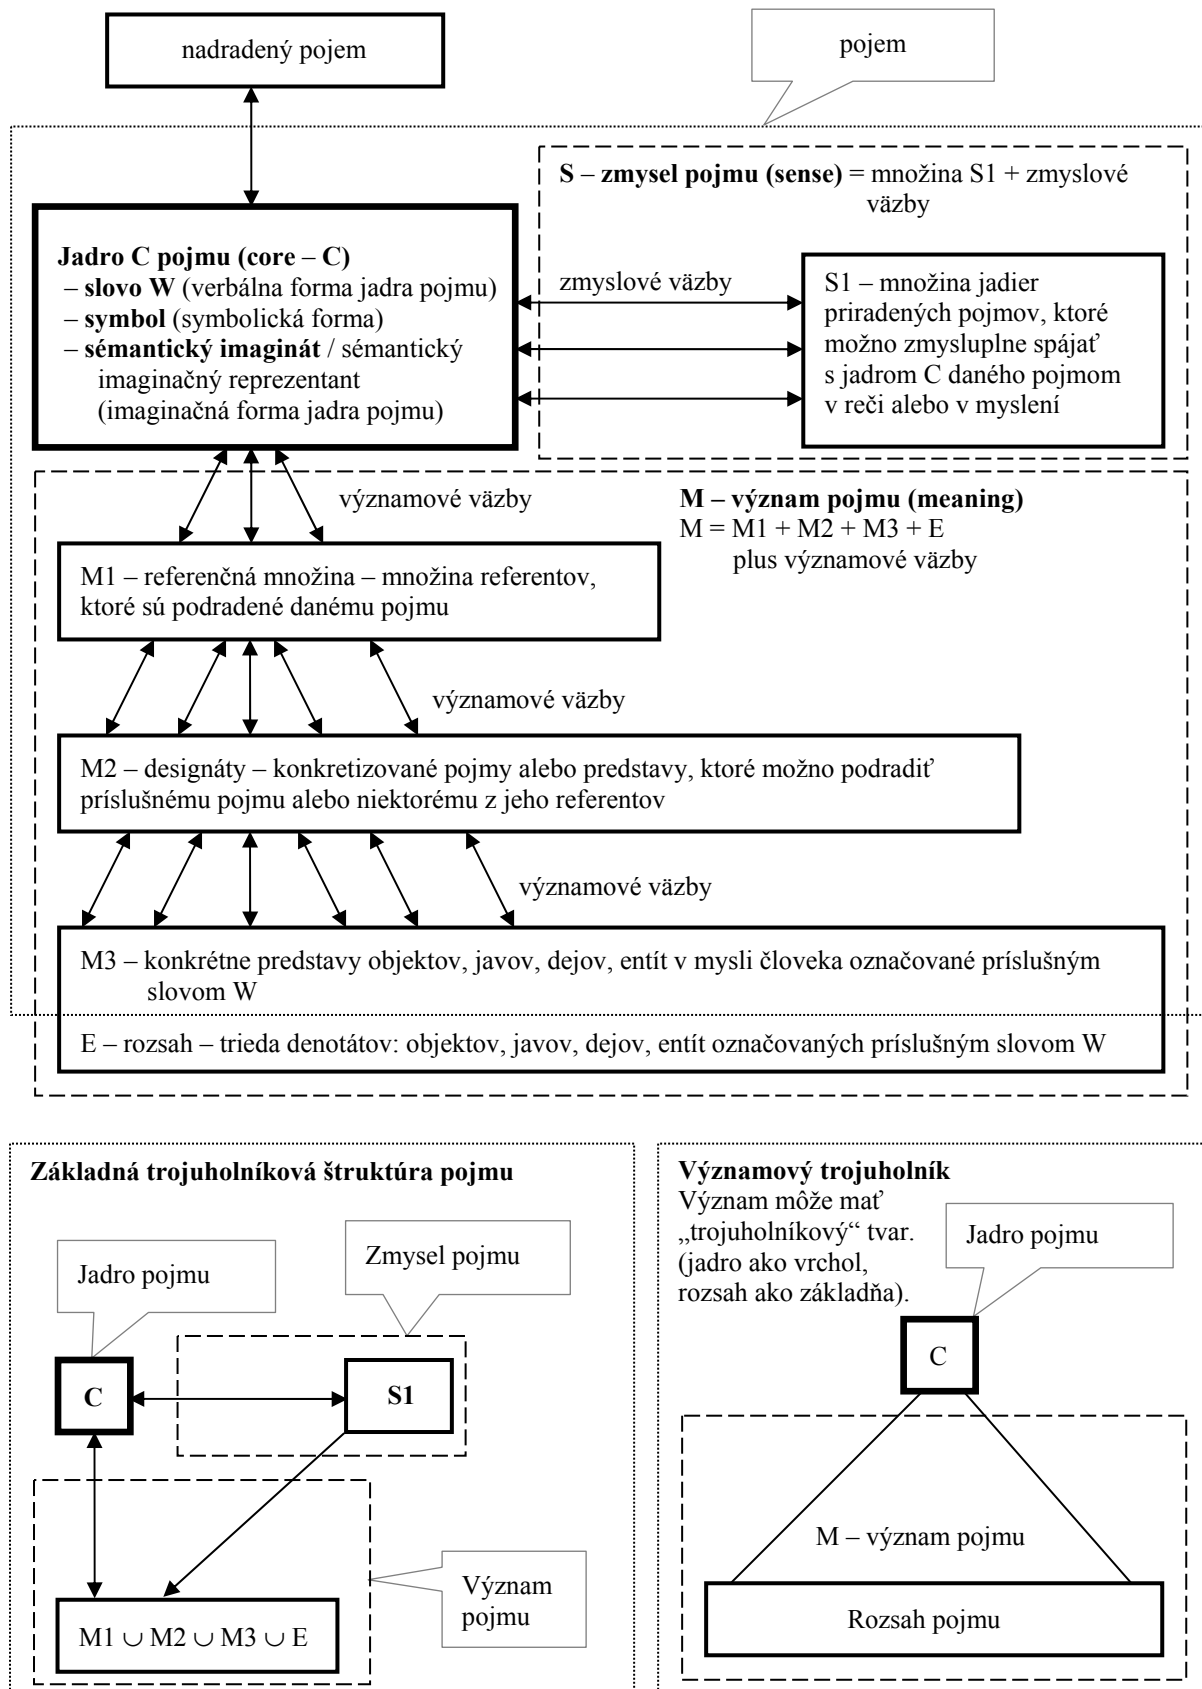 nadradený pojem
pojem
S – zmysel pojmu (sense) = množina S1 + zmyslové
väzby
Jadro C pojmu (core – C)
– slovo W (verbálna forma jadra pojmu)
– symbol (symbolická forma)
– sémantický imaginát / sémantický
imaginačný reprezentant
(imaginačná forma jadra pojmu)
zmyslové väzby
S1 – množina jadier
priradených pojmov, ktoré
možno zmysluplne spájať
s jadrom C daného pojmom
v reči alebo v myslení
významové väzby
M – význam pojmu (meaning)
M = M1 + M2 + M3 + E
plus významové väzby
M1 – referenčná množina – množina referentov,
ktoré sú podradené danému pojmu
významové väzby
M2 – designáty – konkretizované pojmy alebo predstavy, ktoré možno podradiť
príslušnému pojmu alebo niektorému z jeho referentov
významové väzby
M3 – konkrétne predstavy objektov, javov, dejov, entít v mysli človeka označované príslušným
slovom W
E – rozsah – trieda denotátov: objektov, javov, dejov, entít označovaných príslušným slovom W
Základná trojuholníková štruktúra pojmu
Jadro pojmu
Zmysel pojmu
C
S1
Význam
pojmu
M1 ∪ M2 ∪ M3 ∪ E
Významový trojuholník
Význam môže mať
„trojuholníkový“ tvar.
(jadro ako vrchol,
rozsah ako základňa).
Jadro pojmu
C
M – význam pojmu
Rozsah pojmu